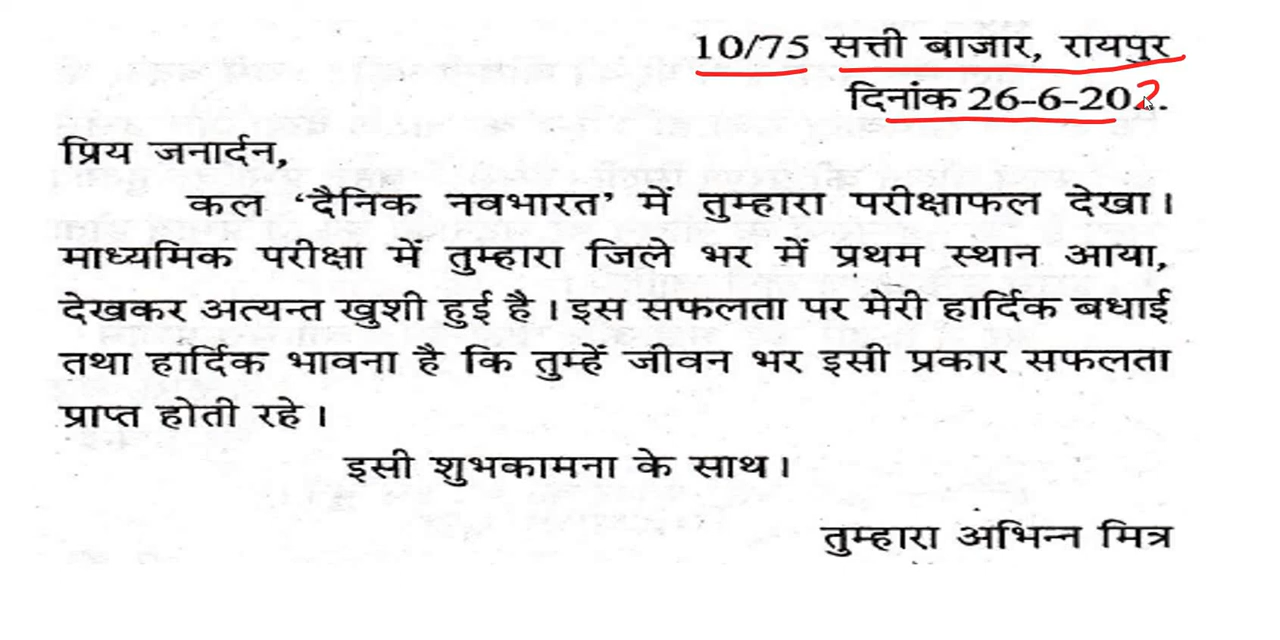 10/75 सत्ती बाजार, रायपुर
दिनांक 26-6-20
प्रिय जनार्दन,
कल ‘दैनिक नवभारत’ में तुम्हारा परीक्षाफल देखा।
माध्यमिक परीक्षा में तुम्हारा जिले भर में प्रथम स्थान आया,
देखकर अत्यन्त खुशी हुई है। इस सफलता पर मेरी हार्दिक बधाई
तथा हार्दिक भावना है कि तुम्हें जीवन भर इसी प्रकार सफलता
प्राप्त होती रहे।
इसी शुभकामना के साथ।
तुम्हारा अभिन्न मित्र